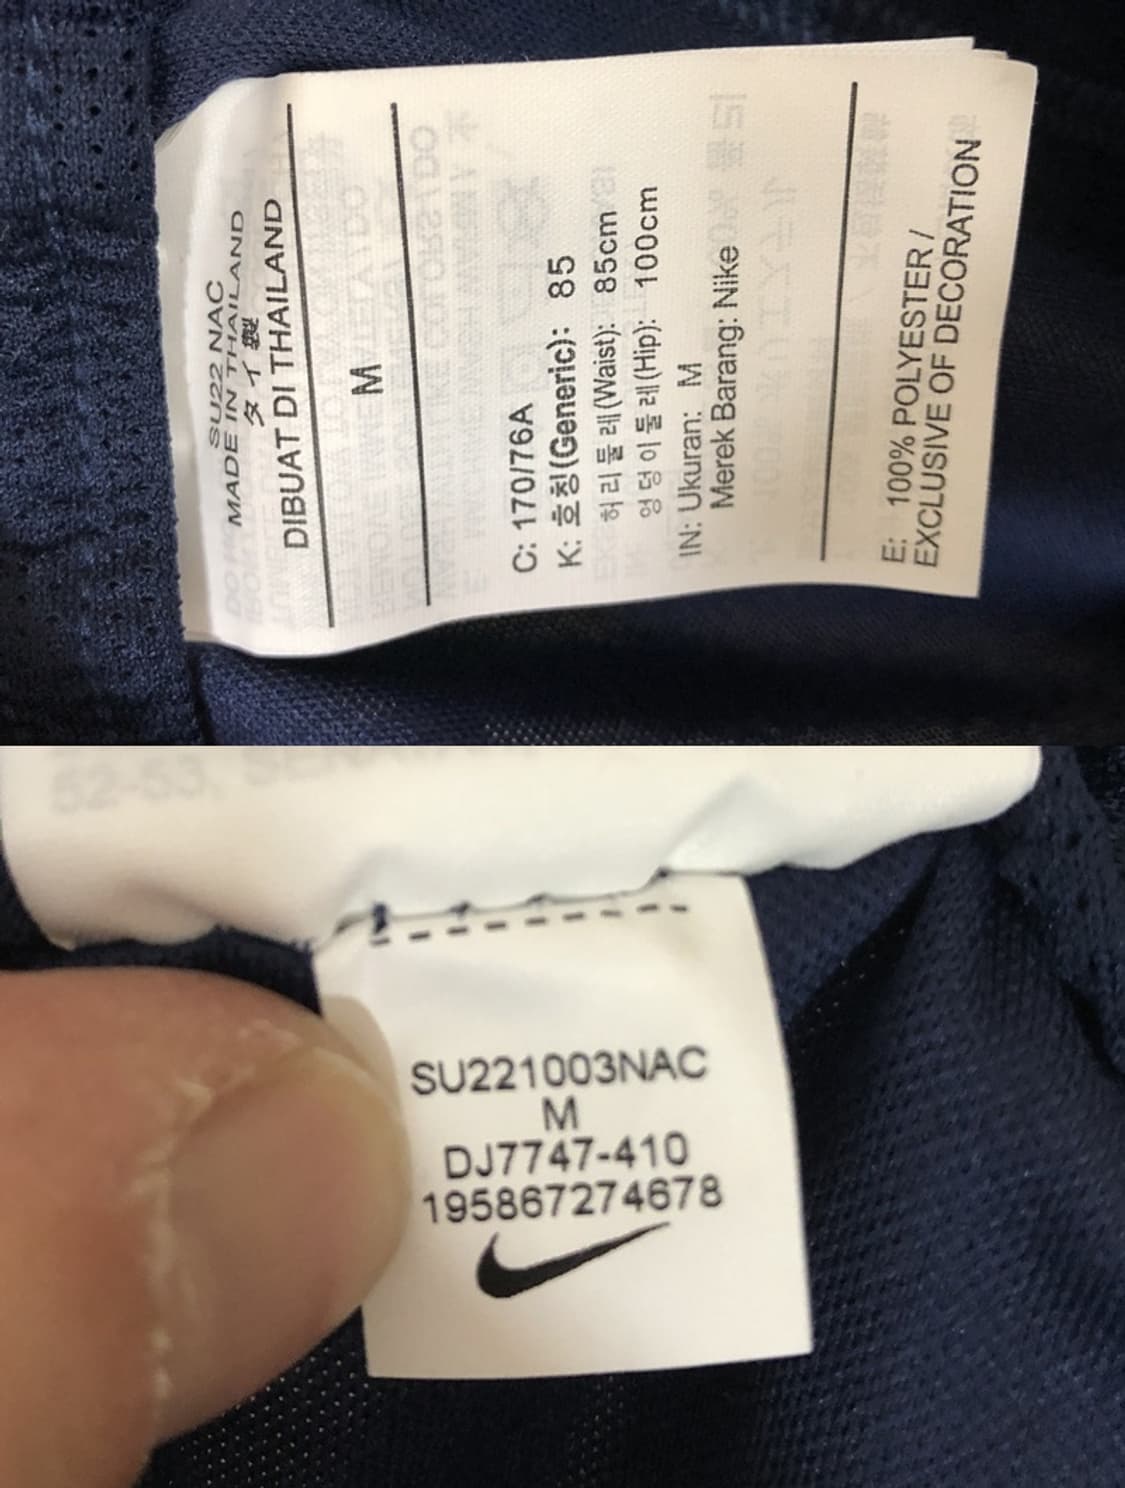 SU22 NAC
MADE IN THAILAND
タイ製
DIBUAT DI THAILAND
M
C: 170/76A
K: 호칭(Generic): 85
허리둘레(Waist): 85cm
엉덩이둘레(Hip): 100cm
IN: Ukuran: M
Merek Barang: Nike
E: 100% POLYESTER /
EXCLUSIVE OF DECORATION
52-53,
SU221003NAC
M
DJ7747-410
195867274678